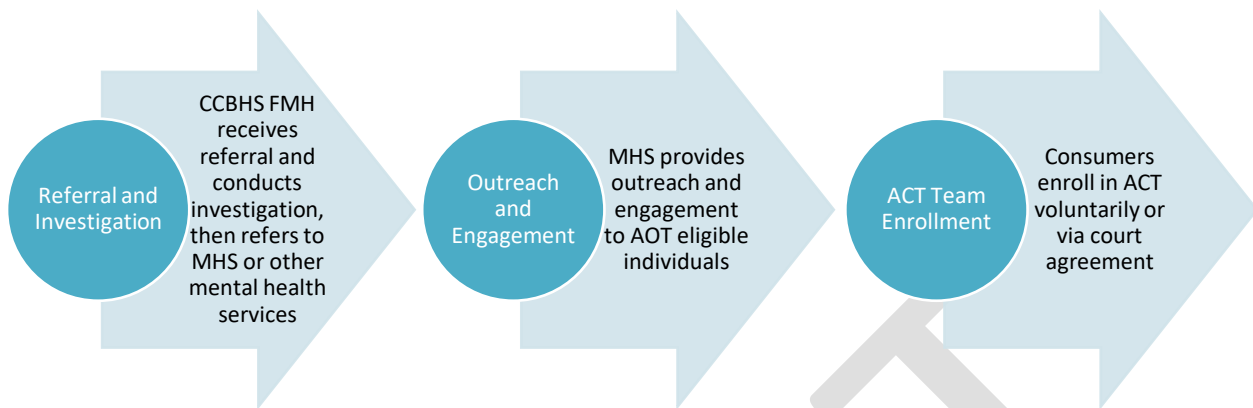 Referral and
Investigation
CCBHS FMH
receives
referral and
conducts
investigation,
then refers to
MHS or other
mental health
services
Outreach
and
Engagement
MHS provides
outreach and
engagement
to AOT eligible
individuals
ACT Team
Enrollment
Consumers
enroll in ACT
voluntarily or
via court
agreement